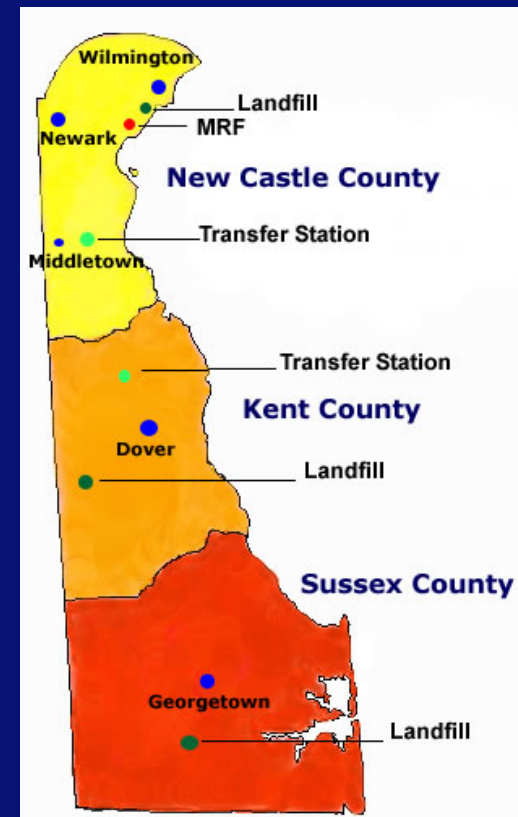 Wilmington
Landfill
MRF
Newark
New Castle County
Transfer Station
Middletown
Transfer Station
Kent County
Dover
Landfill
Sussex County
Georgetown
Landfill